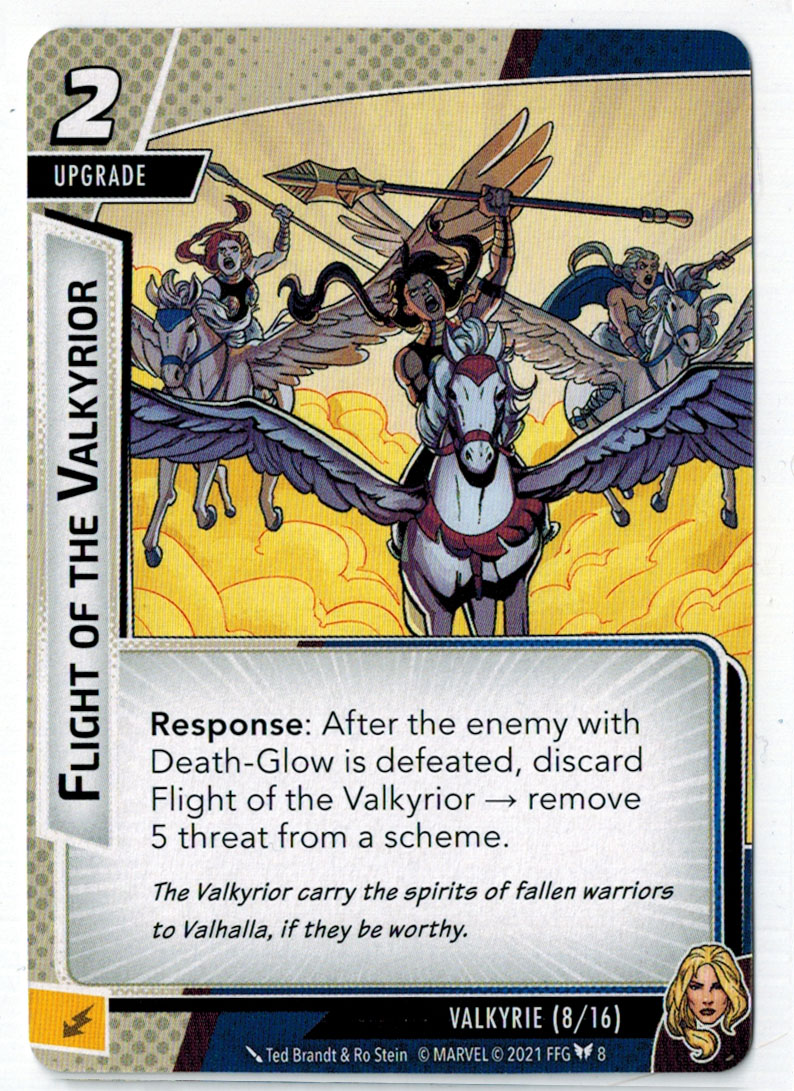 2
UPGRADE
FLIGHT OF THE VALKYRIOR
Response: After the enemy with
Death-Glow is defeated, discard
Flight of the Valkyrior → remove
5 threat from a scheme.
The Valkyrior carry the spirits of fallen warriors
to Valhalla, if they be worthy.
VALKYRIE (8/16)
Ted Brandt & Ro Stein © MARVEL © 2021 FFG 8